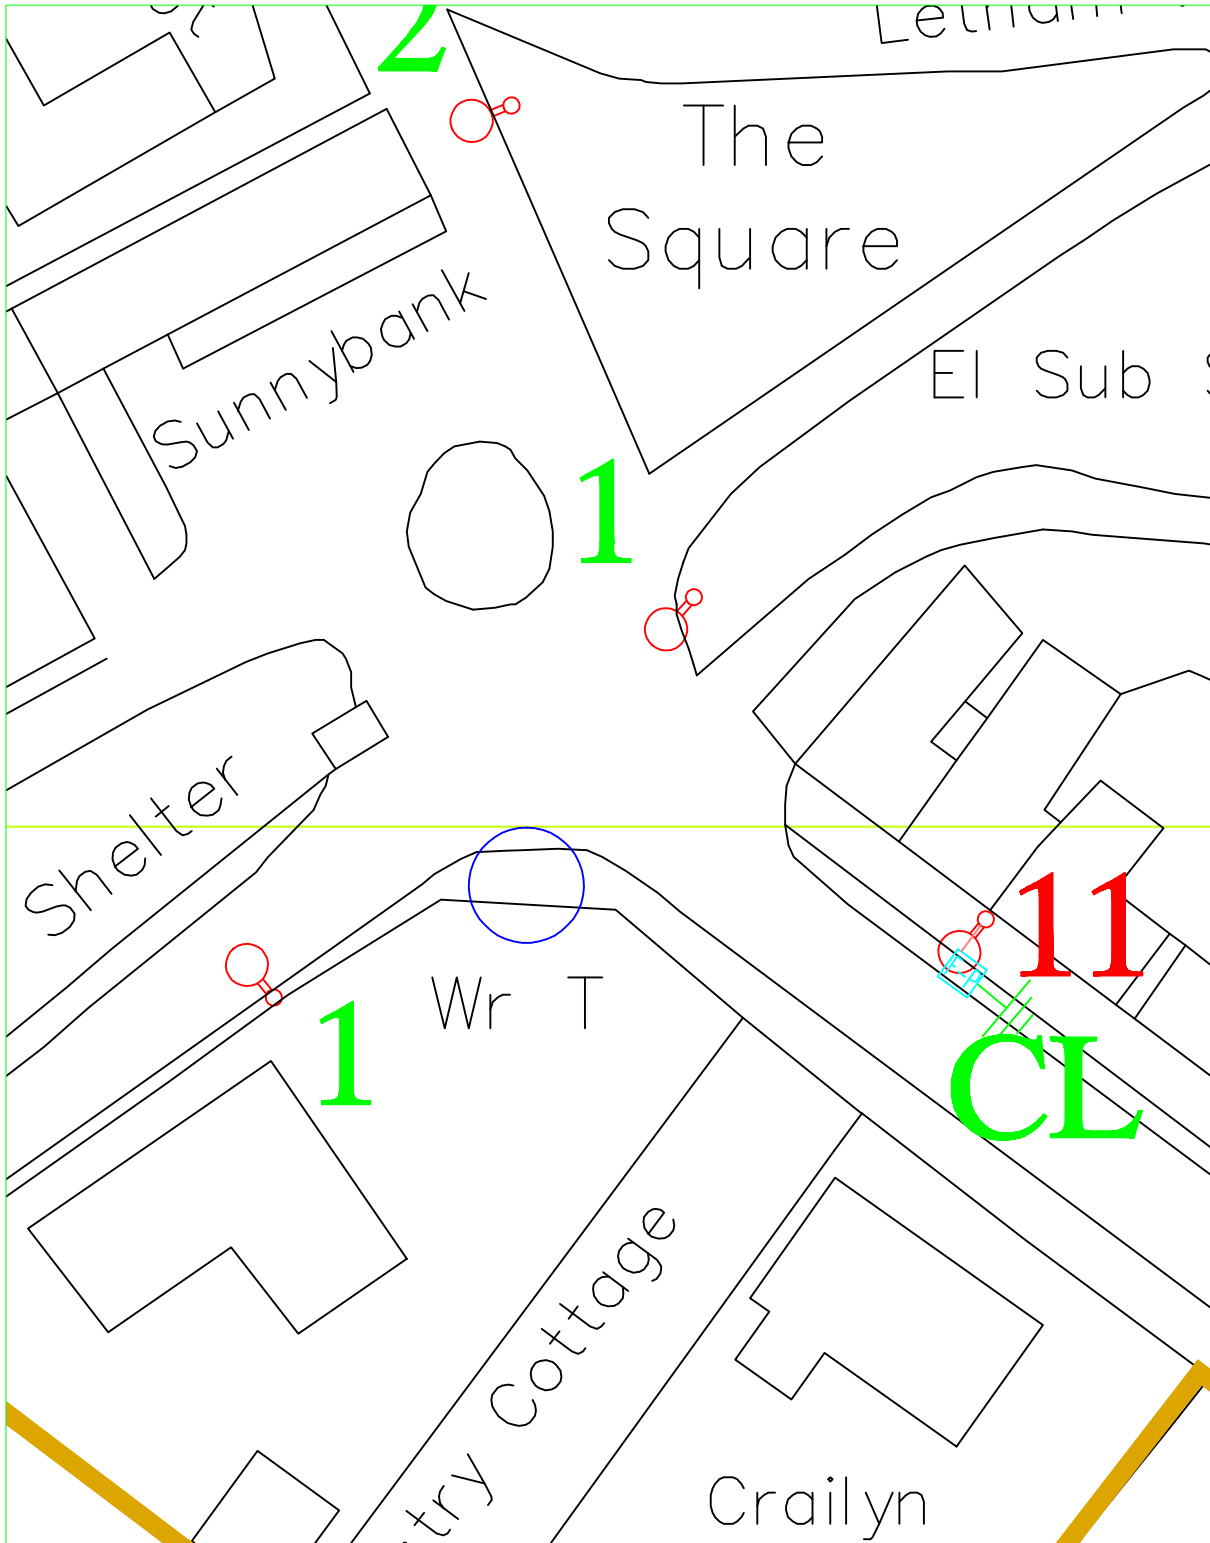 2
The
Square
Sunnybank
El Sub
1
Shelter
11
Wr T
1
CL
Cottage
Crailyn